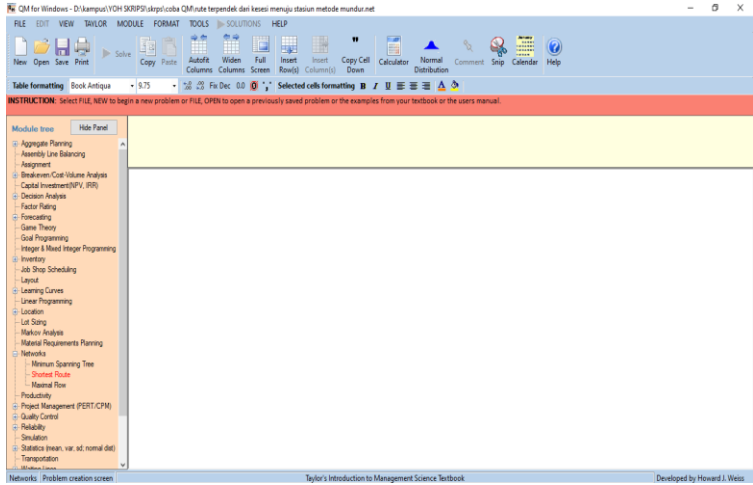 QM for Windows - D:\kampus\YOH SKRIPSI\skrps\coba QM\rute terpendek dari kesesi menuju stasiun metode mundur.net
FILE EDIT VIEW TAYLOR MODULE FORMAT TOOLS SOLUTIONS HELP
New Open Save Print Solve Copy Paste Autofit Columns Widen Columns Full Screen Insert Row(s) Insert Column(s) Copy Cell Down Calculator Normal Distribution Comment Snip Calendar Help
Table formatting Book Antiqua 9.75 Fix Dec 0.0 Selected cells formatting B I U
INSTRUCTION: Select FILE, NEW to begin a new problem or FILE, OPEN to open a previously saved problem or the examples from your textbook or the users manual.
Module tree Hide Panel
Aggregate Planning
Assembly Line Balancing
Assignment
Breakeven/Cost-Volume Analysis
Capital Investment(NPV, IRR)
Decision Analysis
Factor Rating
Forecasting
Game Theory
Goal Programming
Integer & Mixed Integer Programming
Inventory
Job Shop Scheduling
Layout
Learning Curves
Linear Programming
Location
Lot Sizing
Markov Analysis
Material Requirements Planning
Networks
Minimum Spanning Tree
Shortest Route
Maximal Flow
Productivity
Project Management (PERT/CPM)
Quality Control
Reliability
Simulation
Statistics (mean, var, sd; normal dist)
Transportation
Waiting Lines
Networks Problem creation screen Taylor's Introduction to Management Science Textbook Developed by Howard J. Weiss